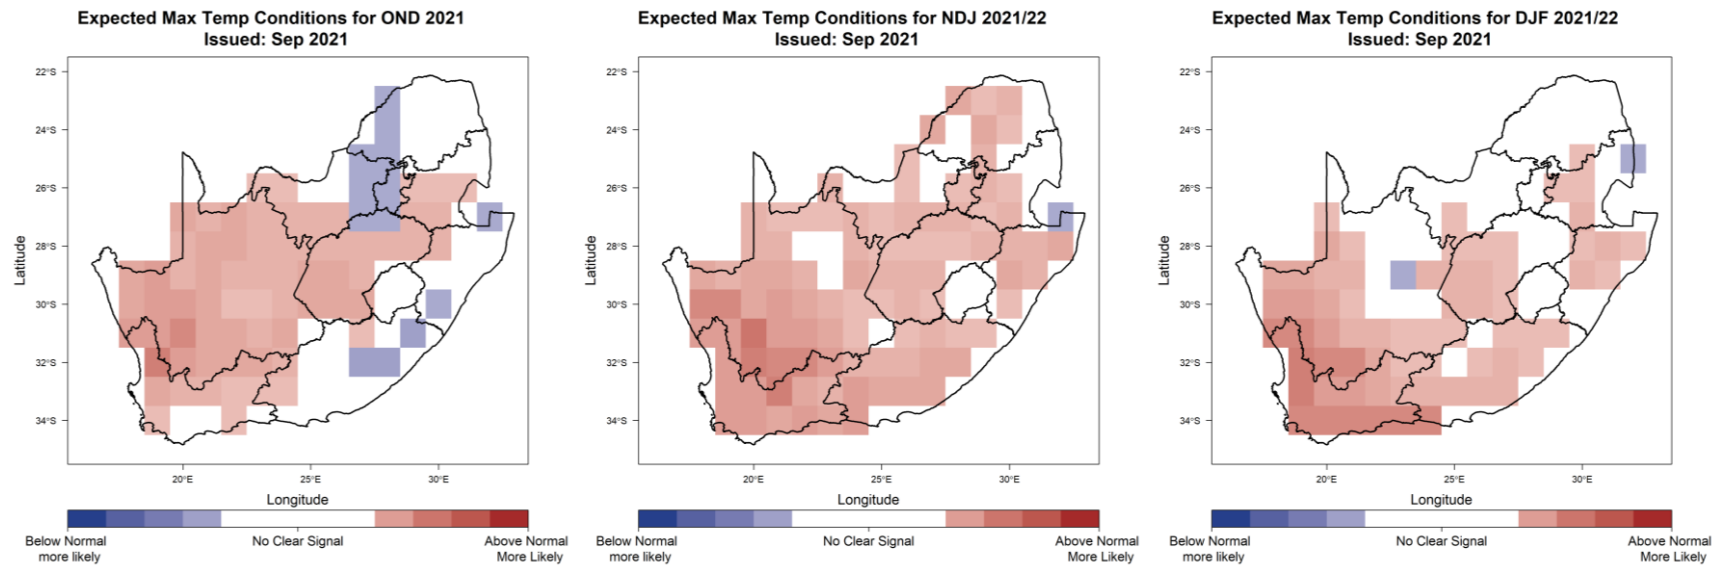 Expected Max Temp Conditions for OND 2021
Issued: Sep 2021
22°S
24°S
26°S
28°S
30°S
32°S
34°S
Latitude
20°E
25°E
30°E
Longitude
Below Normal
more likely
No Clear Signal
Above Normal
More Likely
Expected Max Temp Conditions for NDJ 2021/22
Issued: Sep 2021
22°S
24°S
26°S
28°S
30°S
32°S
34°S
Latitude
20°E
25°E
30°E
Longitude
Below Normal
more likely
No Clear Signal
Above Normal
More Likely
Expected Max Temp Conditions for DJF 2021/22
Issued: Sep 2021
22°S
24°S
26°S
28°S
30°S
32°S
34°S
Latitude
20°E
25°E
30°E
Longitude
Below Normal
more likely
No Clear Signal
Above Normal
More Likely